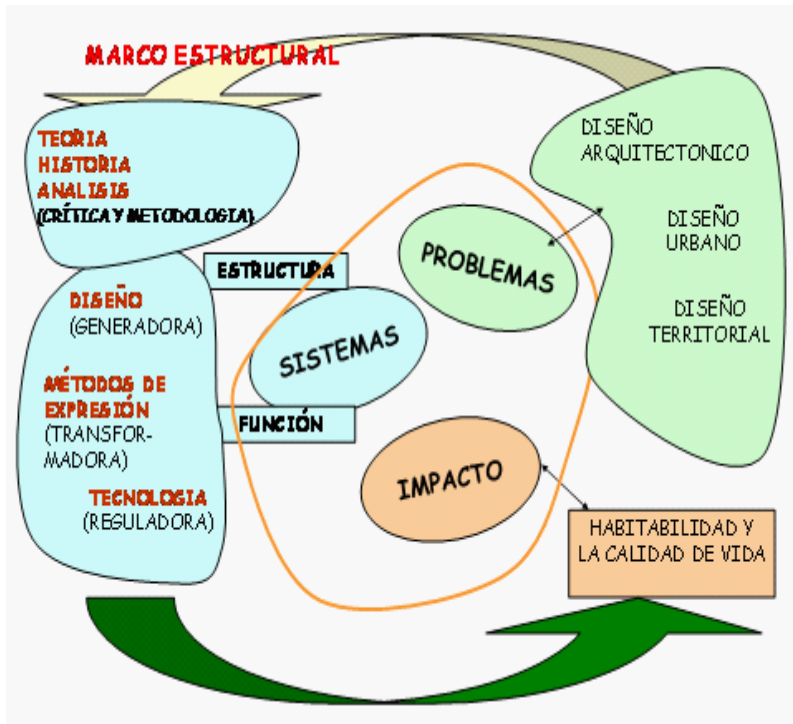 MARCO ESTRUCTURAL
TEORIA
HISTORIA
ANALISIS
(CRÍTICA Y METODOLOGIA)
ESTRUCTURA
DISEÑO
(GENERADORA)
MÉTODOS DE
EXPRESIÓN
(TRANSFOR-
MADORA)
TECNOLOGIA
(REGULADORA)
SISTEMAS
FUNCIÓN
PROBLEMAS
IMPACTO
DISEÑO
ARQUITECTONICO
DISEÑO
URBANO
DISEÑO
TERRITORIAL
HABITABILIDAD Y
LA CALIDAD DE VIDA